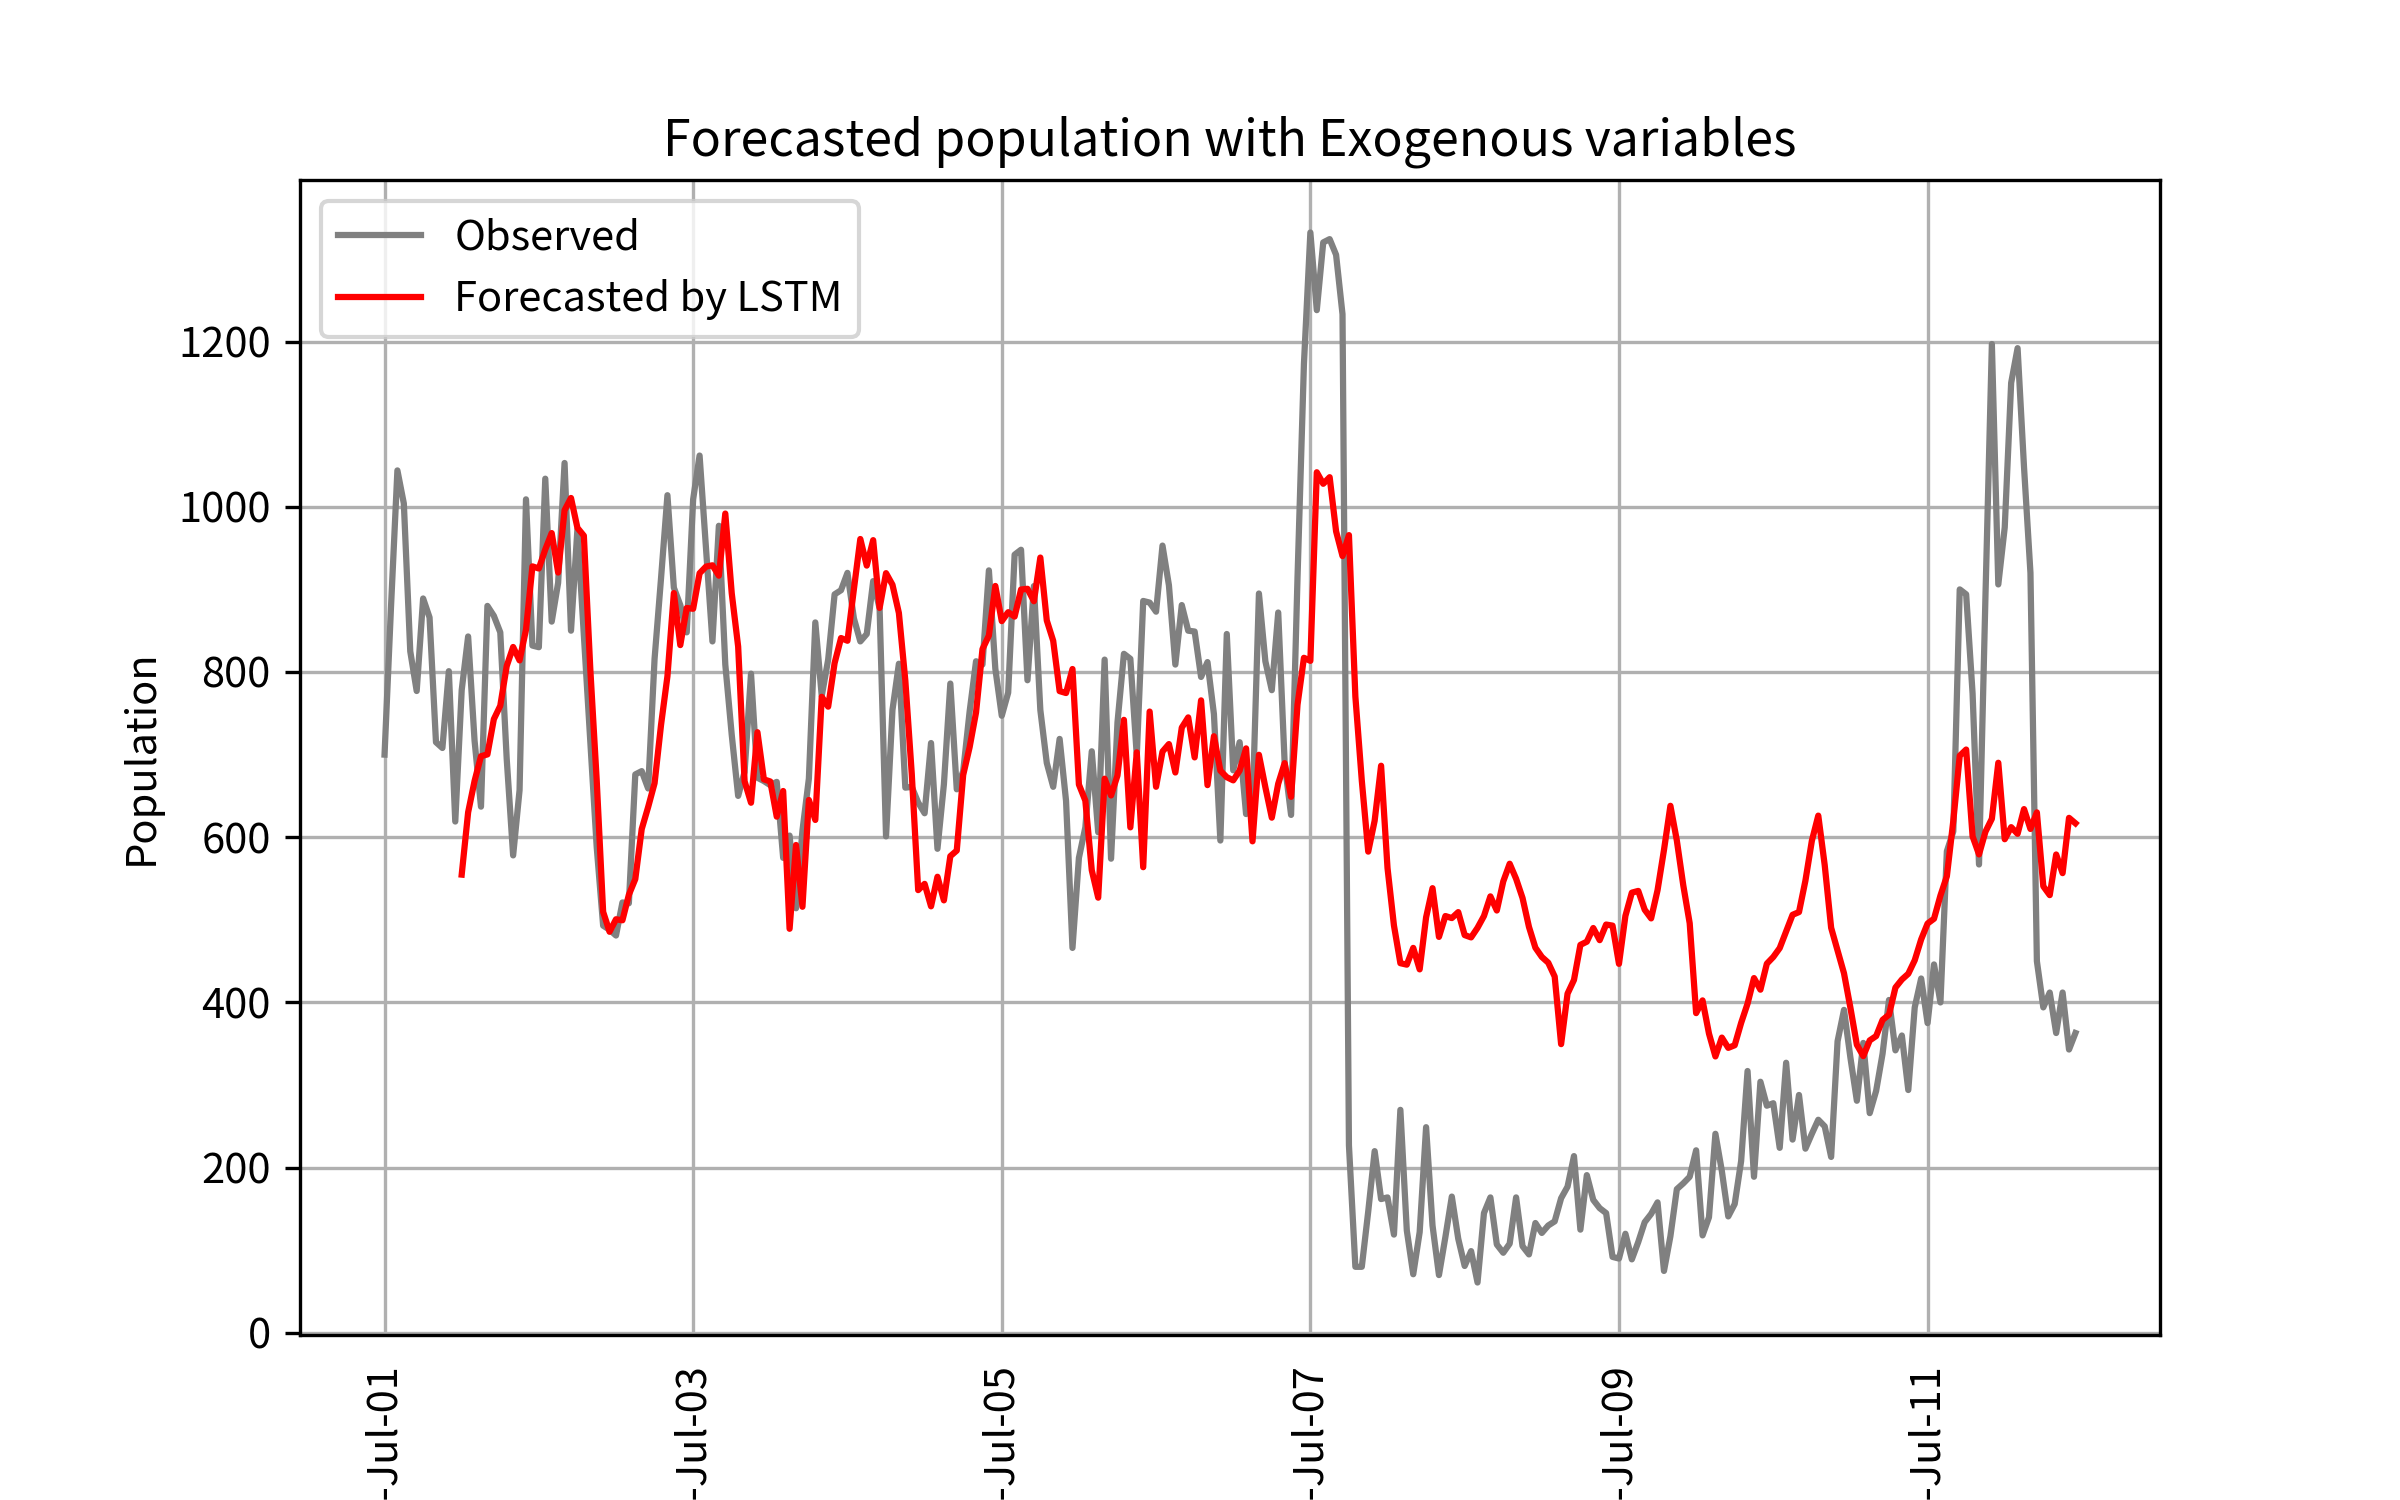 Forecasted population with Exogenous variables
Observed
Forecasted by LSTM
1200
1000
800
600
400
200
0
Population
-Jul-01
-Jul-03
-Jul-05
-Jul-07
-Jul-09
-Jul-11